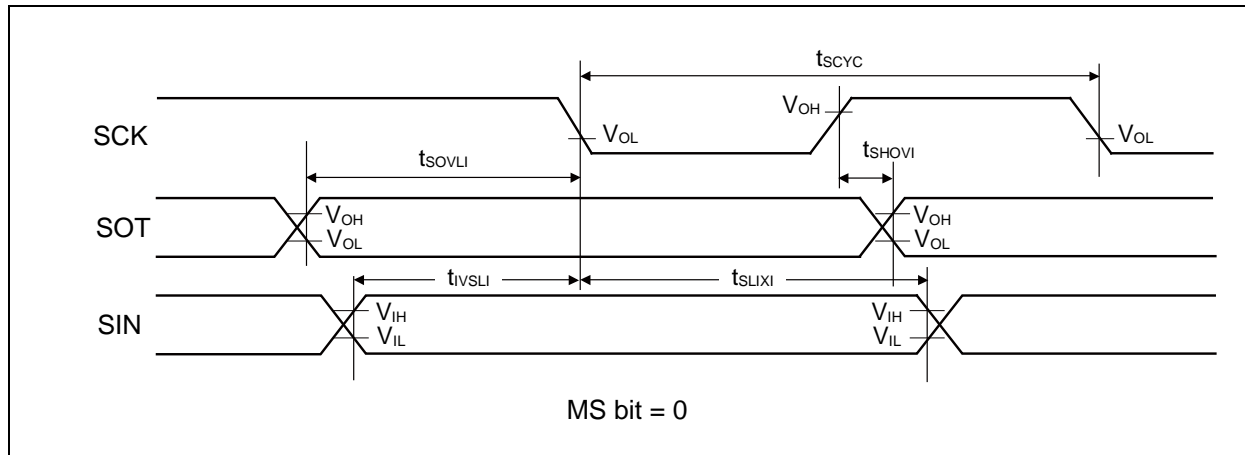 tSCYC
VOH
SCK
VOL
VOL
tSHOVI
tSOVLI
VOH
VOH
SOT
VOL
VOL
tIVSLI
tSLIXI
VIH
VIH
SIN
VIL
VIL
MS bit = 0